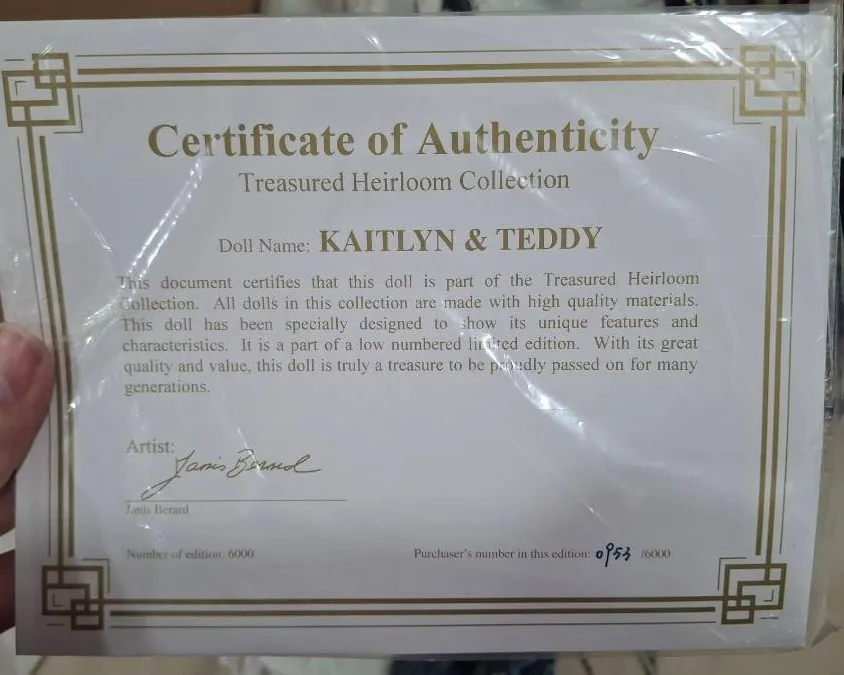 Certificate of Authenticity
Treasured Heirloom Collection
Doll Name: KAITLYN & TEDDY
This document certifies that this doll is part of the Treasured Heirloom
Collection. All dolls in this collection are made with high quality materials.
This doll has been specially designed to show its unique features and
characteristics. It is a part of a low numbered limited edition. With its great
quality and value, this doll is truly a treasure to be proudly passed on for many
generations.
Artist:
Janis Berard
Janis Berard
Number of edition: 6000
Purchaser's number in this edition: 0953 /6000